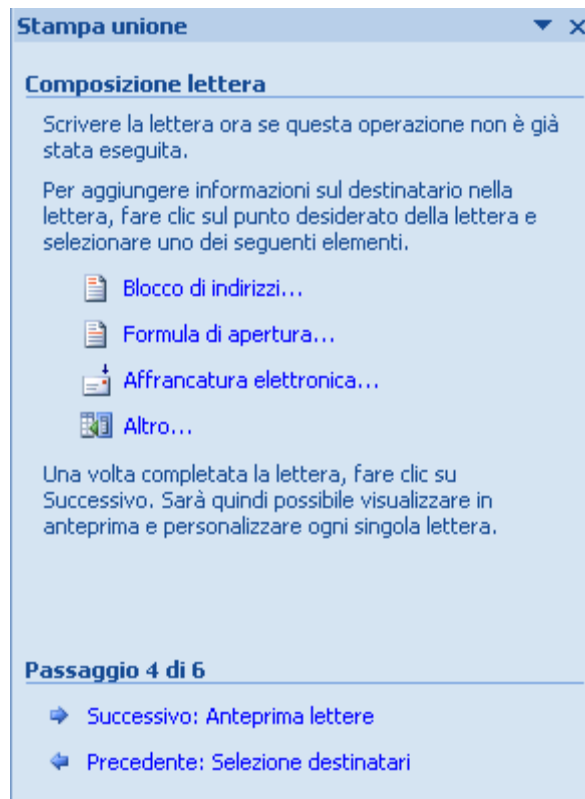 Stampa unione
Composizione lettera
Scrivere la lettera ora se questa operazione non è già
stata eseguita.
Per aggiungere informazioni sul destinatario nella
lettera, fare clic sul punto desiderato della lettera e
selezionare uno dei seguenti elementi.
Blocco di indirizzi...
Formula di apertura...
Affrancatura elettronica...
Altro...
Una volta completata la lettera, fare clic su
Successivo. Sarà quindi possibile visualizzare in
anteprima e personalizzare ogni singola lettera.
Passaggio 4 di 6
Successivo: Anteprima lettere
Precedente: Selezione destinatari